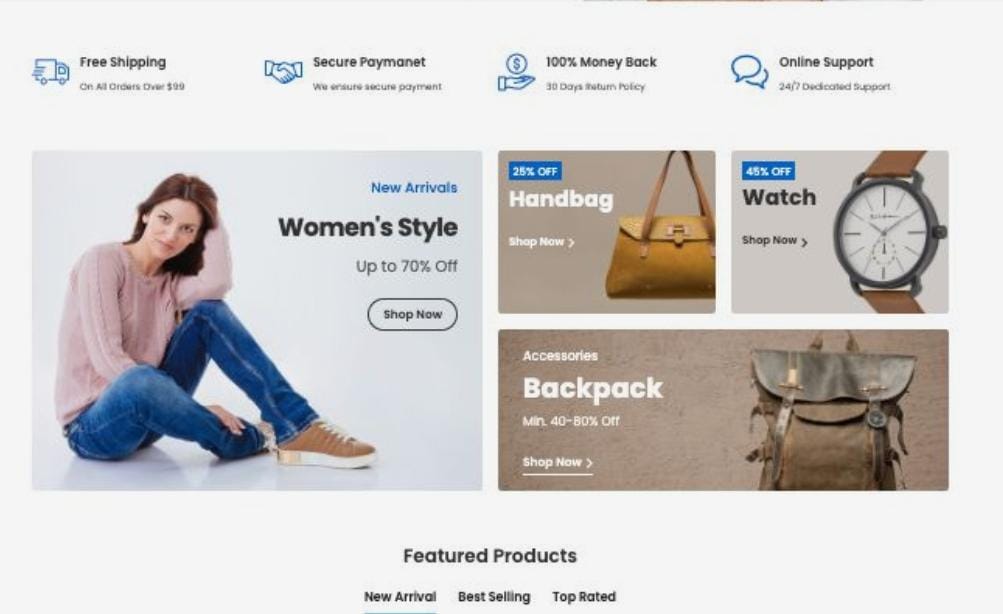 Free Shipping
On All Orders Over $99
Secure Paymanet
We ensure secure payment
100% Money Back
30 Days Return Policy
Online Support
24/7 Dedicated Support
New Arrivals
Women's Style
Up to 70% Off
Shop Now
25% OFF
Handbag
Shop Now
45% OFF
Watch
Shop Now
Accessories
Backpack
Min. 40-80% Off
Shop Now
Featured Products
New Arrival Best Selling Top Rated